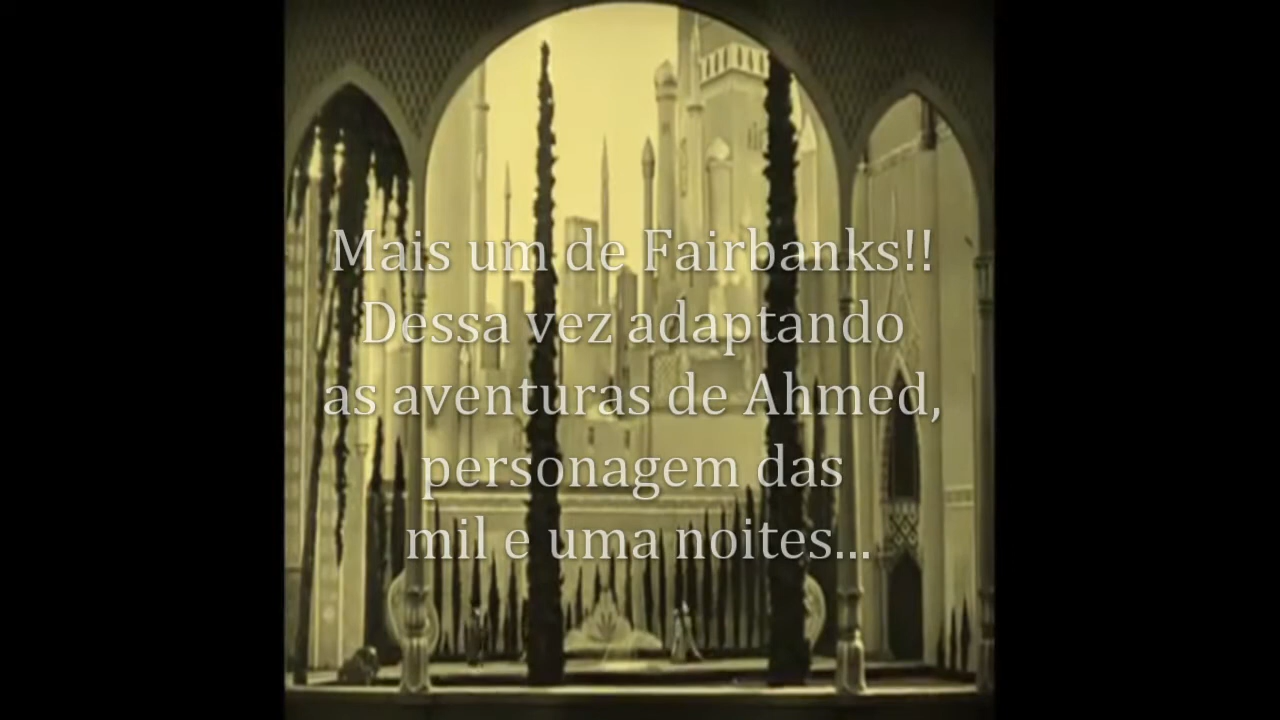 Mais um de Fairbanks!!
Dessa vez adaptando
as aventuras de Ahmed,
personagem das
mil e uma noites...